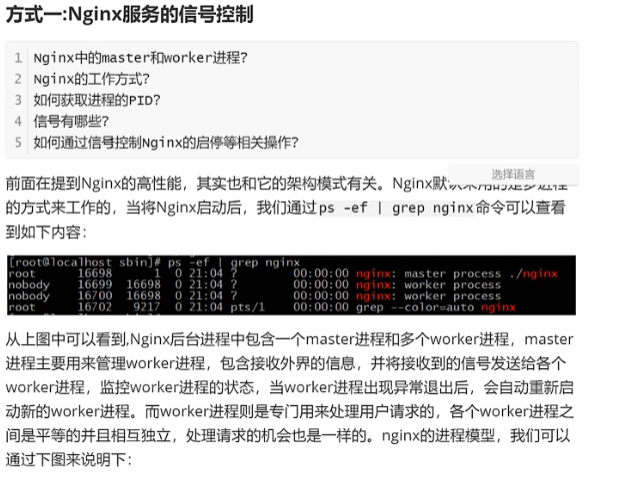 方式一:Nginx服务的信号控制
1 Nginx中的master和worker进程?
2 Nginx的工作方式?
3 如何获取进程的PID?
4 信号有哪些?
5 如何通过信号控制Nginx的启停等相关操作?
选择语言
前面在提到Nginx的高性能，其实也和它的架构模式有关。Nginx默认采用的是多进程
的方式来工作的，当将Nginx启动后，我们通过ps -ef | grep nginx命令可以查看
到如下内容：
[root@localhost sbin]# ps -ef | grep nginx
root 16698 1 0 21:04 ? 00:00:00 nginx: master process ./nginx
nobody 16699 16698 0 21:04 ? 00:00:00 nginx: worker process
nobody 16700 16698 0 21:04 ? 00:00:00 nginx: worker process
root 16702 9217 0 21:04 pts/1 00:00:00 grep --color=auto nginx
从上图中可以看到,Nginx后台进程中包含一个master进程和多个worker进程，master
进程主要用来管理worker进程，包含接收外界的信息，并将接收到的信号发送给各个
worker进程，监控worker进程的状态，当worker进程出现异常退出后，会自动重新启
动新的worker进程。而worker进程则是专门用来处理用户请求的，各个worker进程之
间是平等的并且相互独立，处理请求的机会也是一样的。nginx的进程模型，我们可以
通过下图来说明下：